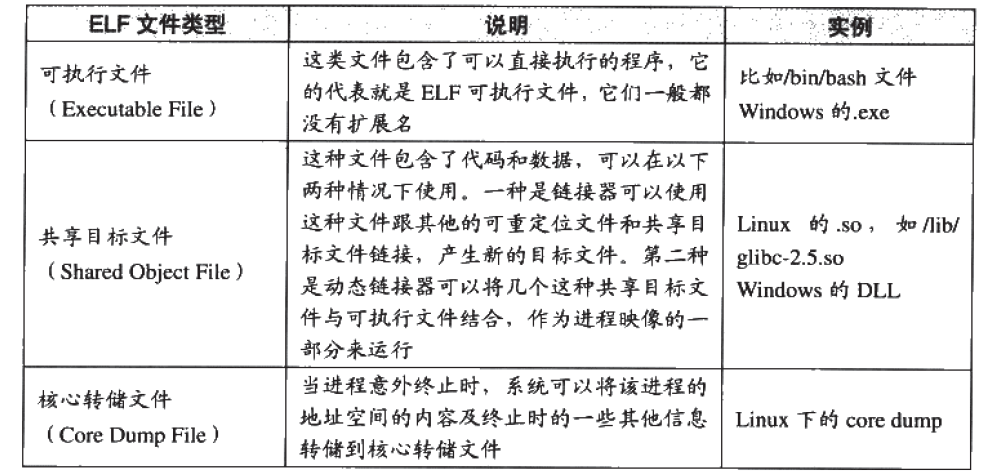 ELF 文件类型
说明
实例
可执行文件
（Executable File）
这类文件包含了可以直接执行的程序，它
的代表就是 ELF 可执行文件，它们一般都
没有扩展名
比如/bin/bash 文件
Windows 的.exe
共享目标文件
（Shared Object File）
这种文件包含了代码和数据，可以在以下
两种情况下使用。一种是链接器可以使用
这种文件跟其他的可重定位文件和共享目
标文件链接，产生新的目标文件。第二种
是动态链接器可以将几个这种共享目标文
件与可执行文件结合，作为进程映像的一
部分来运行
Linux 的 .so， 如 /lib/
glibc-2.5.so
Windows 的 DLL
核心转储文件
（Core Dump File）
当进程意外终止时，系统可以将该进程的
地址空间的内容及终止时的一些其他信息
转储到核心转储文件
Linux 下的 core dump